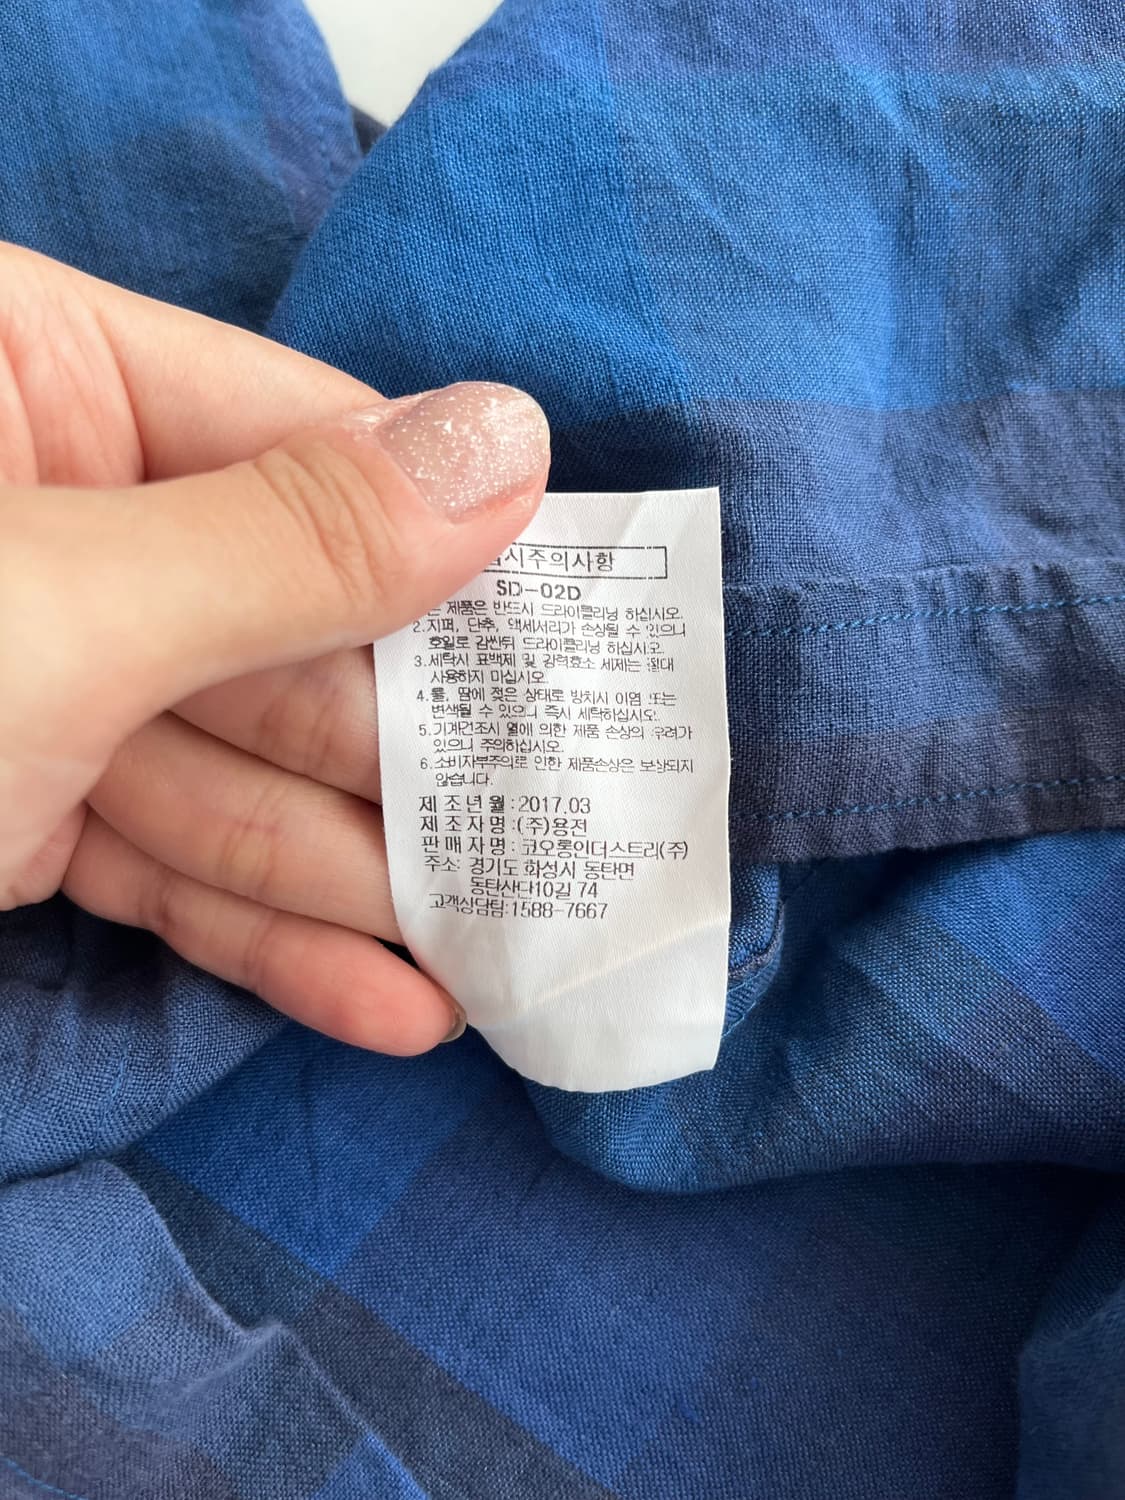 시주의사항
SD-02D
제품은 반드시 드라이클리닝 하십시오.
2.지퍼, 단추, 액세서리가 손상될 수 있으니
호일로 감싼뒤 드라이클리닝 하십시오.
3.세탁시 표백제 및 강력효소 세제는 절대
사용하지 마십시오.
4.물, 땀에 젖은 상태로 방치시 이염 또는
변색될 수 있으니 즉시 세탁하십시오.
5.기계건조시 열에 의한 제품 손상의 우려가
있으니 주의하십시오.
6.소비자부주의로 인한 제품손상은 보상되지
않습니다.
제 조 년 월 : 2017.03
제 조 자 명 : (주)용전
판 매 자 명 : 코오롱인더스트리(주)
주소: 경기도 화성시 동탄면
동탄산단10길 74
고객상담팀:1588-7667